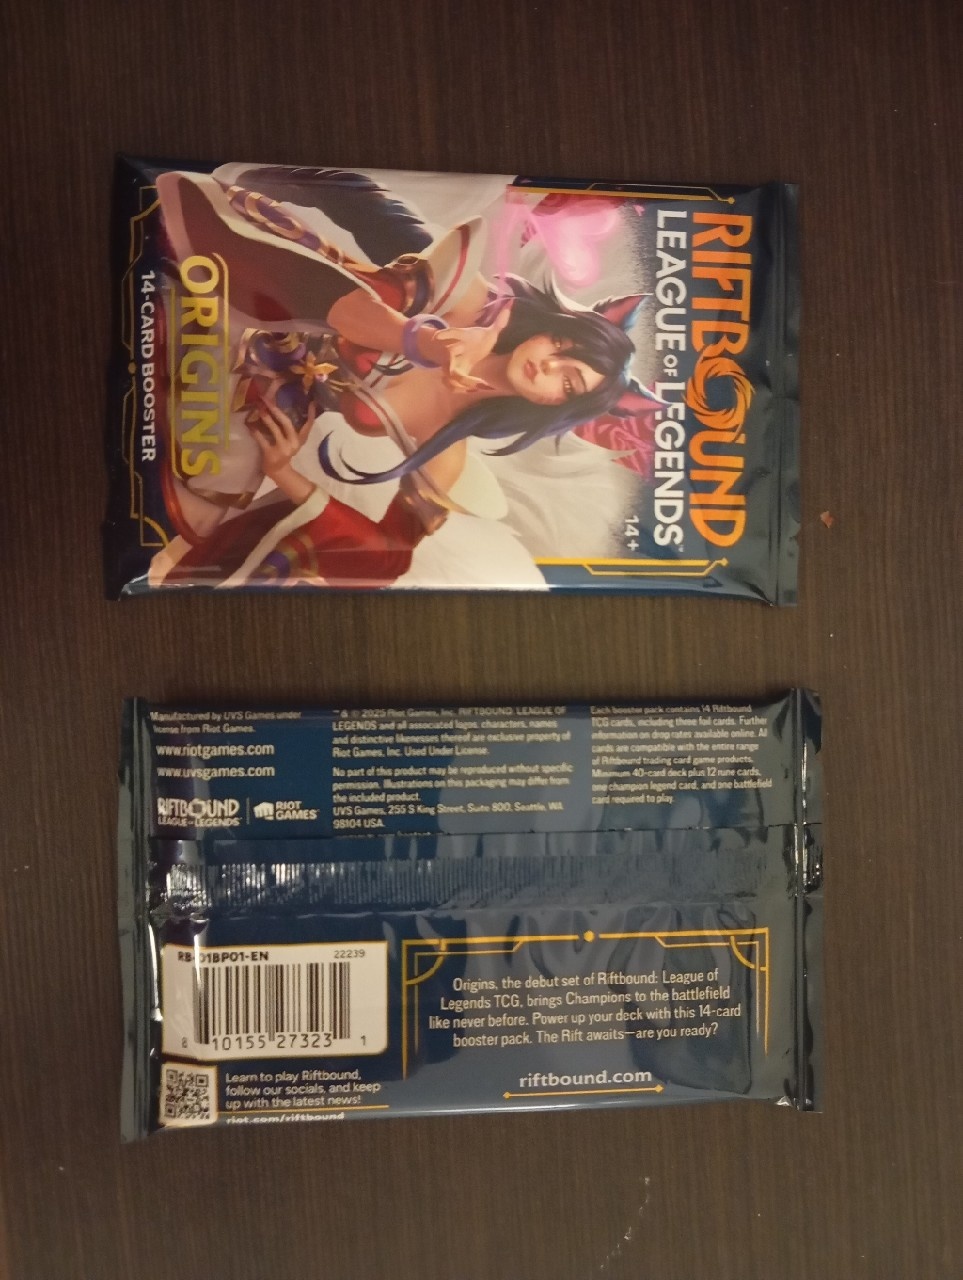 RIFTBOUND
LEAGUE OF LEGENDS™
14+
ORIGINS
14-CARD BOOSTER
Manufactured by UVS Games under
license from Riot Games.
www.riotgames.com
www.uvsgames.com
RIFTBOUND
LEAGUE OF LEGENDS
RIOT
GAMES
™ & © 2025 Riot Games, Inc. RIFTBOUND, LEAGUE OF
LEGENDS and all associated logos, characters, names
and distinctive likenesses thereof are exclusive property of
Riot Games, Inc. Used Under License.
No part of this product may be reproduced without specific
permission. Illustrations on this packaging may differ from
the included product.
UVS Games, 255 S King Street, Suite 800, Seattle, WA
98104 USA.
Each booster pack contains 14 Riftbound
TCG cards, including three foil cards. Further
information on drop rates available online. All
cards are compatible with the entire range
of Riftbound trading card game products.
Minimum 40-card deck plus 12 rune cards,
one champion legend card, and one battlefield
card required to play.
RB-01BP01-EN
22239
8 10155 27323 1
Learn to play Riftbound,
follow our socials, and keep
up with the latest news!
riot.com/riftbound
Origins, the debut set of Riftbound: League of
Legends TCG, brings Champions to the battlefield
like never before. Power up your deck with this 14-card
booster pack. The Rift awaits—are you ready?
riftbound.com